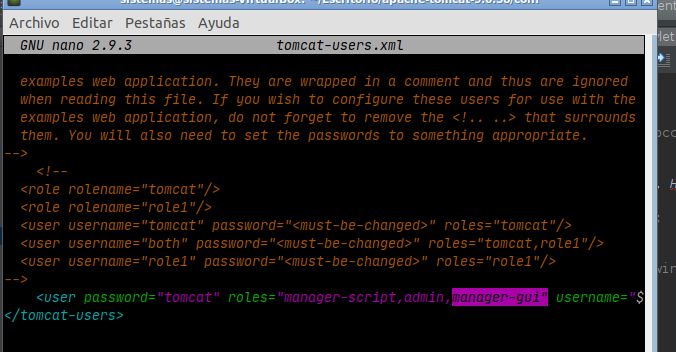 sistemas@sistemas-VirtualBox: ~/Escritorio/apache-tomcat-9.0.58/conf
Archivo Editar Pestañas Ayuda
GNU nano 2.9.3 tomcat-users.xml
examples web application. They are wrapped in a comment and thus are ignored
when reading this file. If you wish to configure these users for use with the
examples web application, do not forget to remove the <!.. ..> that surrounds
them. You will also need to set the passwords to something appropriate.
-->
<!--
<role rolename="tomcat"/>
<role rolename="role1"/>
<user username="tomcat" password="<must-be-changed>" roles="tomcat"/>
<user username="both" password="<must-be-changed>" roles="tomcat,role1"/>
<user username="role1" password="<must-be-changed>" roles="role1"/>
-->
<user password="tomcat" roles="manager-script,admin,manager-gui" username="$
</tomcat-users>